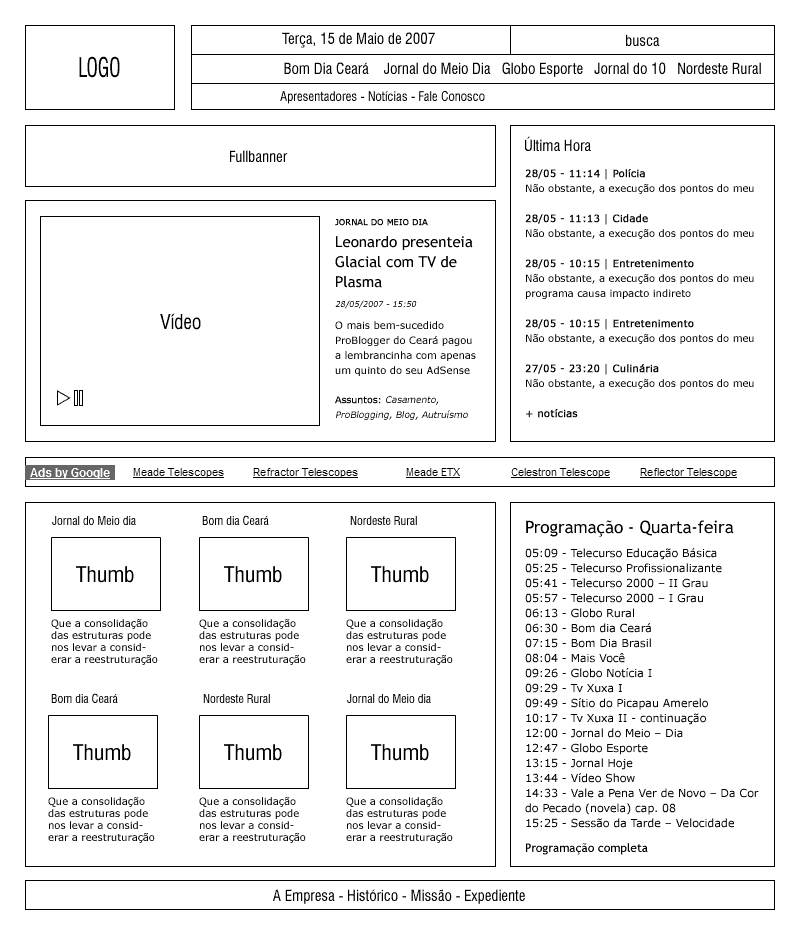 LOGO
Terça, 15 de Maio de 2007
busca
Bom Dia Ceará Jornal do Meio Dia Globo Esporte Jornal do 10 Nordeste Rural
Apresentadores - Notícias - Fale Conosco
Fullbanner
Vídeo
JORNAL DO MEIO DIA
Leonardo presenteia
Glacial com TV de
Plasma
28/05/2007 - 15:50
O mais bem-sucedido
ProBlogger do Ceará pagou
a lembrancinha com apenas
um quinto do seu AdSense
Assuntos: Casamento,
ProBlogging, Blog, Autruísmo
Última Hora
28/05 - 11:14 | Polícia
Não obstante, a execução dos pontos do meu
28/05 - 11:13 | Cidade
Não obstante, a execução dos pontos do meu
28/05 - 10:15 | Entretenimento
Não obstante, a execução dos pontos do meu
programa causa impacto indireto
28/05 - 10:15 | Entretenimento
Não obstante, a execução dos pontos do meu
27/05 - 23:20 | Culinária
Não obstante, a execução dos pontos do meu
+ notícias
Ads by Google Meade Telescopes Refractor Telescopes Meade ETX Celestron Telescope Reflector Telescope
Jornal do Meio dia
Thumb
Que a consolidação
das estruturas pode
nos levar a consid-
erar a reestruturação
Bom dia Ceará
Thumb
Que a consolidação
das estruturas pode
nos levar a consid-
erar a reestruturação
Nordeste Rural
Thumb
Que a consolidação
das estruturas pode
nos levar a consid-
erar a reestruturação
Bom dia Ceará
Thumb
Que a consolidação
das estruturas pode
nos levar a consid-
erar a reestruturação
Nordeste Rural
Thumb
Que a consolidação
das estruturas pode
nos levar a consid-
erar a reestruturação
Jornal do Meio dia
Thumb
Que a consolidação
das estruturas pode
nos levar a consid-
erar a reestruturação
Programação - Quarta-feira
05:09 - Telecurso Educação Básica
05:25 - Telecurso Profissionalizante
05:41 - Telecurso 2000 – II Grau
05:57 - Telecurso 2000 – I Grau
06:13 - Globo Rural
06:30 - Bom dia Ceará
07:15 - Bom Dia Brasil
08:04 - Mais Você
09:26 - Globo Notícia I
09:29 - Tv Xuxa I
09:49 - Sítio do Picapau Amerelo
10:17 - Tv Xuxa II - continuação
12:00 - Jornal do Meio – Dia
12:47 - Globo Esporte
13:15 - Jornal Hoje
13:44 - Vídeo Show
14:33 - Vale a Pena Ver de Novo – Da Cor
do Pecado (novela) cap. 08
15:25 - Sessão da Tarde – Velocidade
Programação completa
A Empresa - Histórico - Missão - Expediente